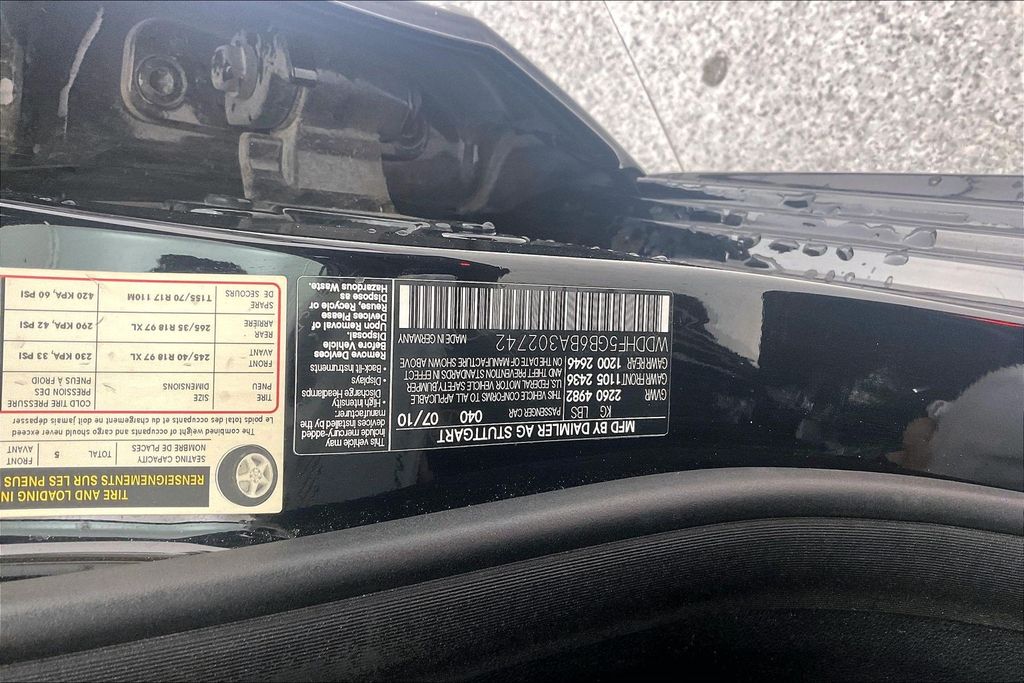 MFD BY DAIMLER AG STUTTGART
PASSENGER CAR 040 07/10
KG LBS
GVWR 2260 4982
THIS VEHICLE CONFORMS TO ALL APPLICABLE
U.S. FEDERAL MOTOR VEHICLE SAFETY, BUMPER,
AND THEFT PREVENTION STANDARDS IN EFFECT
ON THE DATE OF MANUFACTURE SHOWN ABOVE
GAWR FRONT 1105 2436
GAWR REAR 1200 2646
WDDHF5GB6BA302742
MADE IN GERMANY
This vehicle may
include mercury-added
devices installed by the
manufacturer:
- High Intensity
Discharge Headlamps
- Displays
- Back-lit Instruments
Remove Devices
Before Vehicle
Disposal.
Upon Removal of
Devices Please
Reuse, Recycle or
Dispose as
Hazardous Waste.
TIRE AND LOADING IN
RENSEIGNEMENTS SUR LES PNEUS
SEATING CAPACITY
NOMBRE DE PLACES
TOTAL 5
FRONT
AVANT
The combined weight of occupants and cargo should never exceed
Le poids total des occupants et du chargement ne doit jamais dépasser
TIRE
PNEU
SIZE
DIMENSIONS
COLD TIRE PRESSURE
PRESSION DES
PNEUS À FROID
FRONT
AVANT
245/40 R18 97 XL
230 KPA, 33 PSI
REAR
ARRIÈRE
265/35 R18 97 XL
290 KPA, 42 PSI
SPARE
DE SECOURS
T155/70 R17 110M
420 KPA, 60 PSI